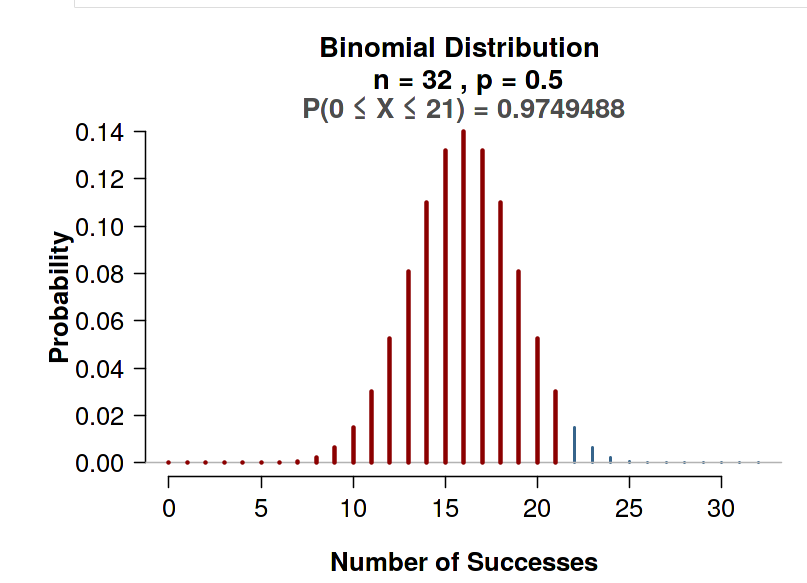 Binomial Distribution
n = 32 , p = 0.5
P(0 ≤ X ≤ 21) = 0.9749488
0.14
0.12
0.10
0.08
0.06
0.04
0.02
0.00
Probability
0 5 10 15 20 25 30
Number of Successes